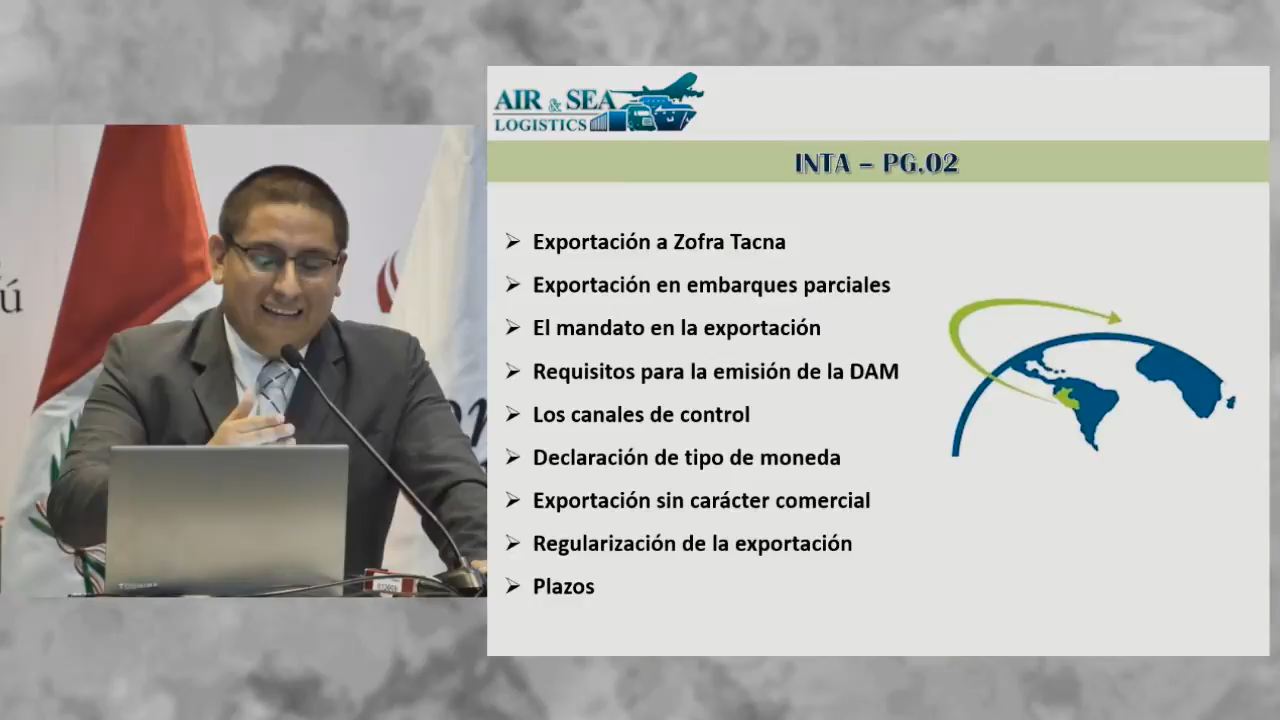 AIR & SEA
LOGISTICS
INTA – PG.02
➢ Exportación a Zofra Tacna
➢ Exportación en embarques parciales
➢ El mandato en la exportación
➢ Requisitos para la emisión de la DAM
➢ Los canales de control
➢ Declaración de tipo de moneda
➢ Exportación sin carácter comercial
➢ Regularización de la exportación
➢ Plazos
ú
TOSHIBA